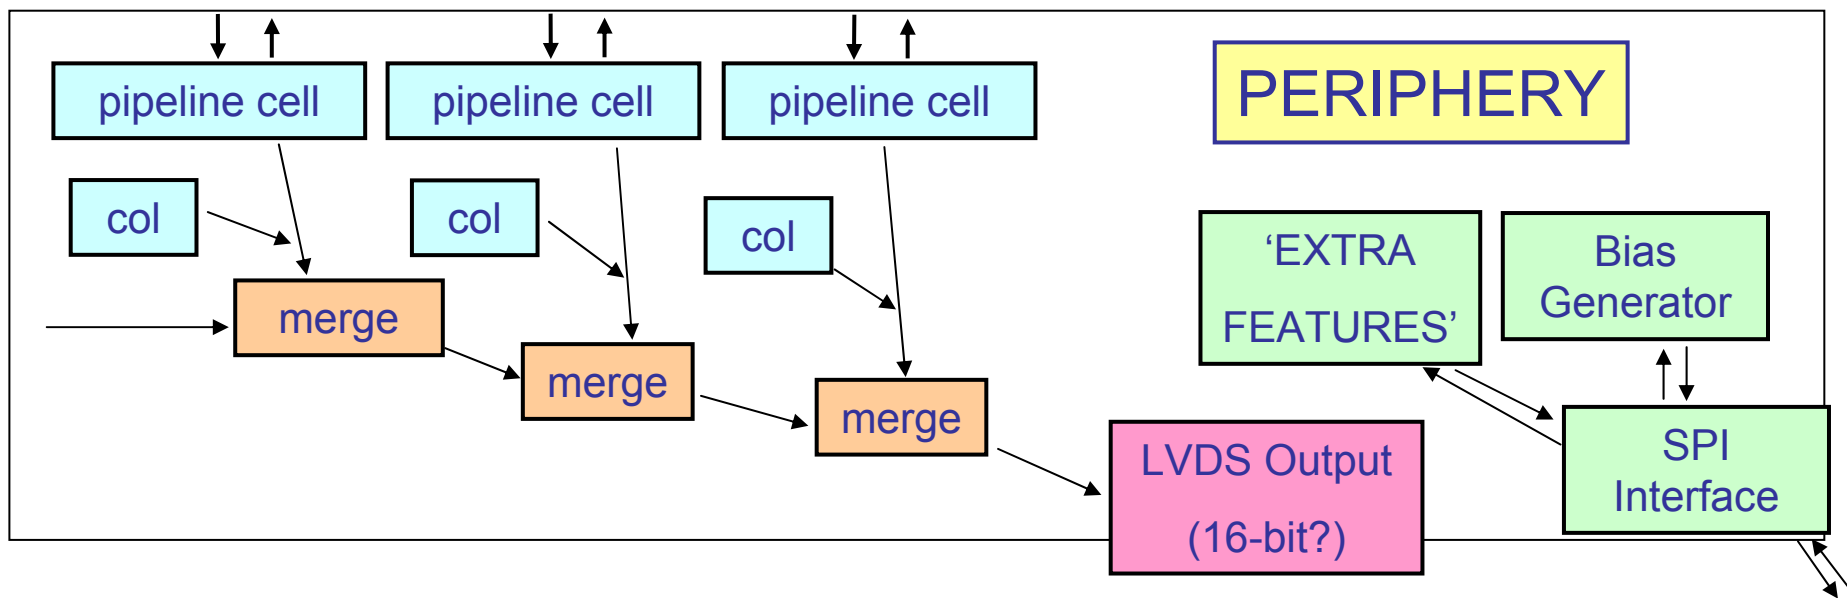 pipeline cell
pipeline cell
pipeline cell
PERIPHERY
col
col
col
‘EXTRA
FEATURES’
Bias
Generator
merge
merge
merge
LVDS Output
(16-bit?)
SPI
Interface